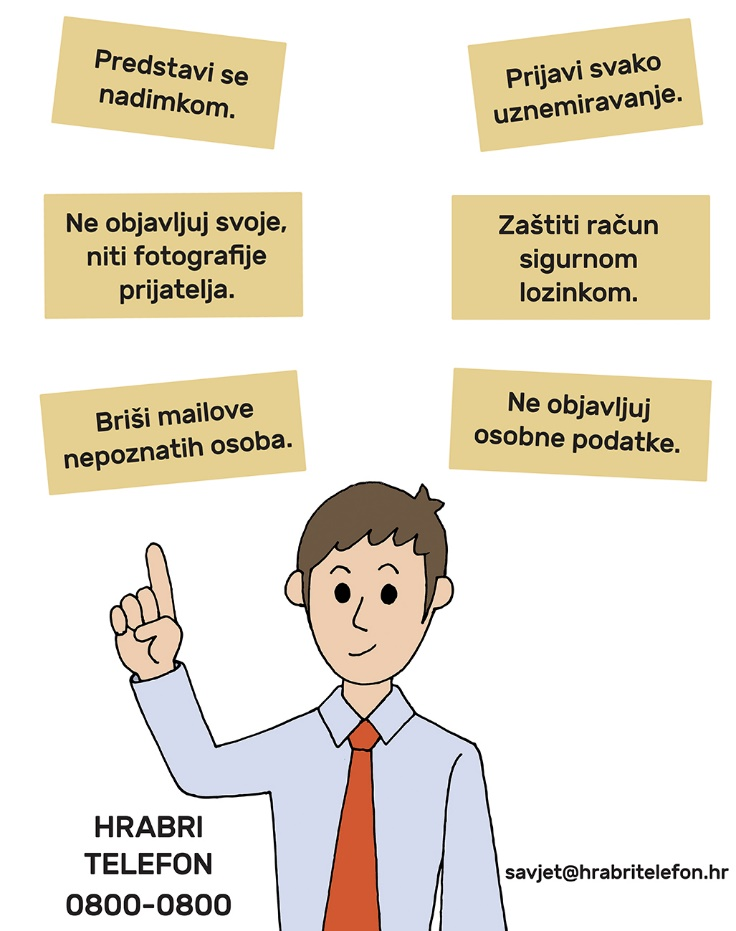 Predstavi se
nadimkom.
Prijavi svako
uznemiravanje.
Ne objavljuj svoje,
niti fotografije
prijatelja.
Zaštiti račun
sigurnom
lozinkom.
Briši mailove
nepoznatih osoba.
Ne objavljuj
osobne podatke.
HRABRI
TELEFON
0800-0800
savjet@hrabritelefon.hr